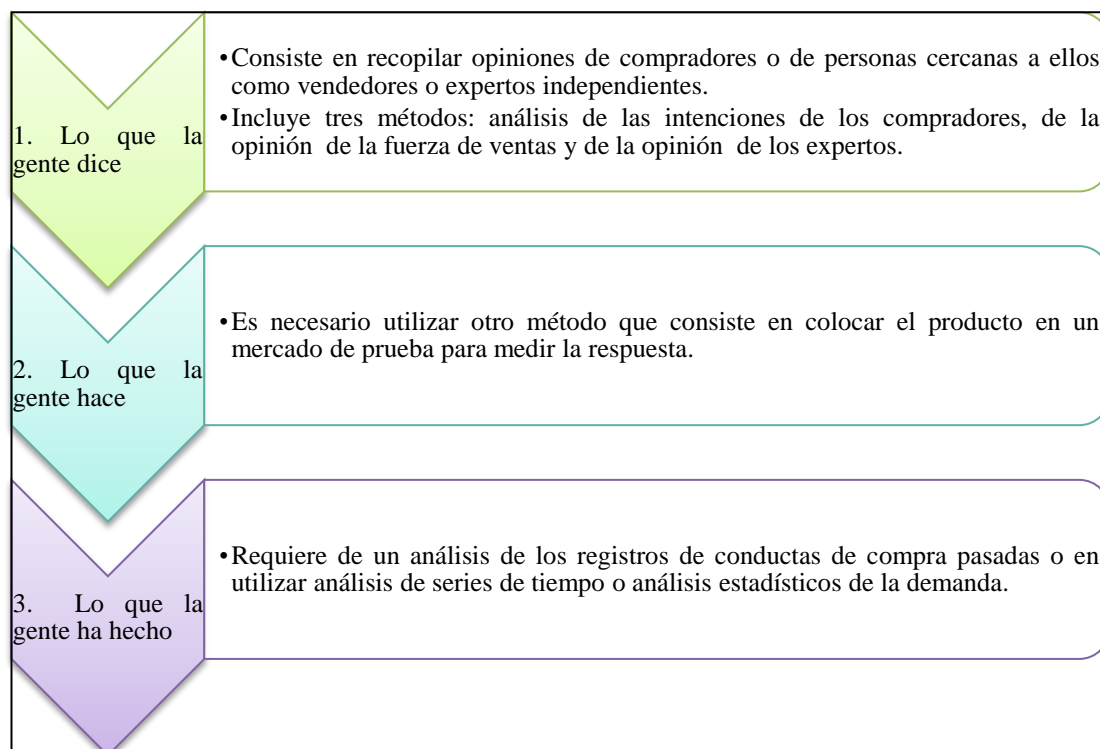 1. Lo que la
gente dice
•Consiste en recopilar opiniones de compradores o de personas cercanas a ellos
como vendedores o expertos independientes.
•Incluye tres métodos: análisis de las intenciones de los compradores, de la
opinión de la fuerza de ventas y de la opinión de los expertos.
2. Lo que la
gente hace
•Es necesario utilizar otro método que consiste en colocar el producto en un
mercado de prueba para medir la respuesta.
3. Lo que la
gente ha hecho
•Requiere de un análisis de los registros de conductas de compra pasadas o en
utilizar análisis de series de tiempo o análisis estadísticos de la demanda.